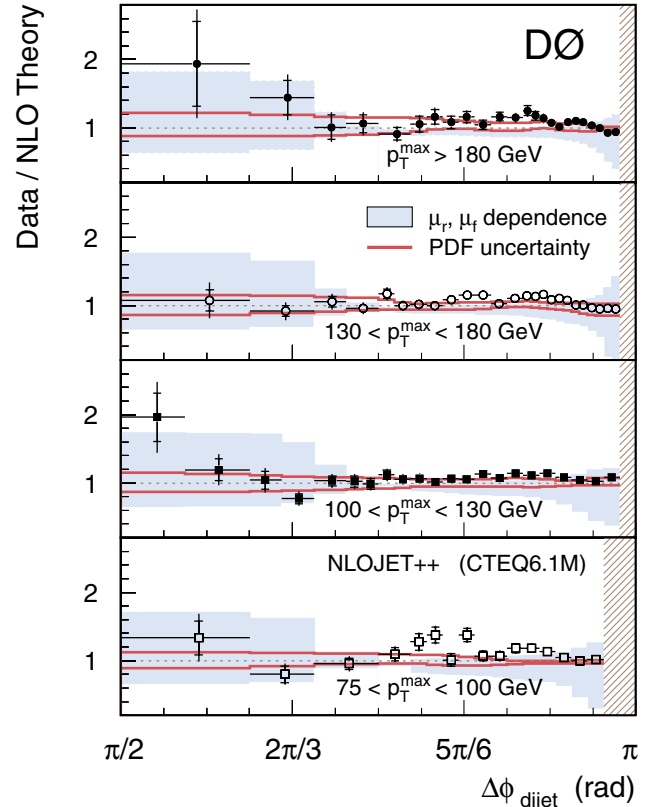 Data / NLO Theory
DØ
2
1
p_T^max > 180 GeV
μ_r, μ_f dependence
PDF uncertainty
2
1
130 < p_T^max < 180 GeV
2
1
100 < p_T^max < 130 GeV
NLOJET++ (CTEQ6.1M)
2
1
75 < p_T^max < 100 GeV
π/2 2π/3 5π/6 π
Δϕ_dijet (rad)